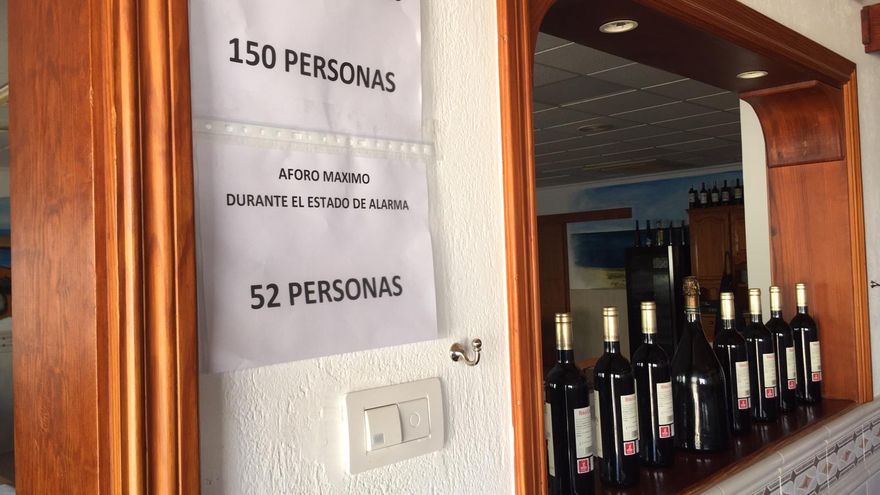 150 PERSONAS
AFORO MAXIMO
DURANTE EL ESTADO DE ALARMA
52 PERSONAS